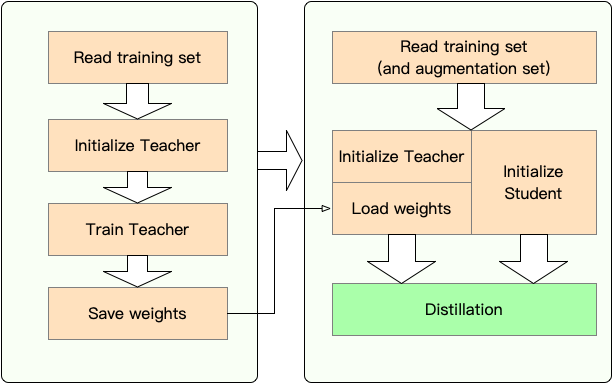 Read training set
Initialize Teacher
Train Teacher
Save weights
Read training set
(and augmentation set)
Initialize Teacher
Load weights
Initialize
Student
Distillation